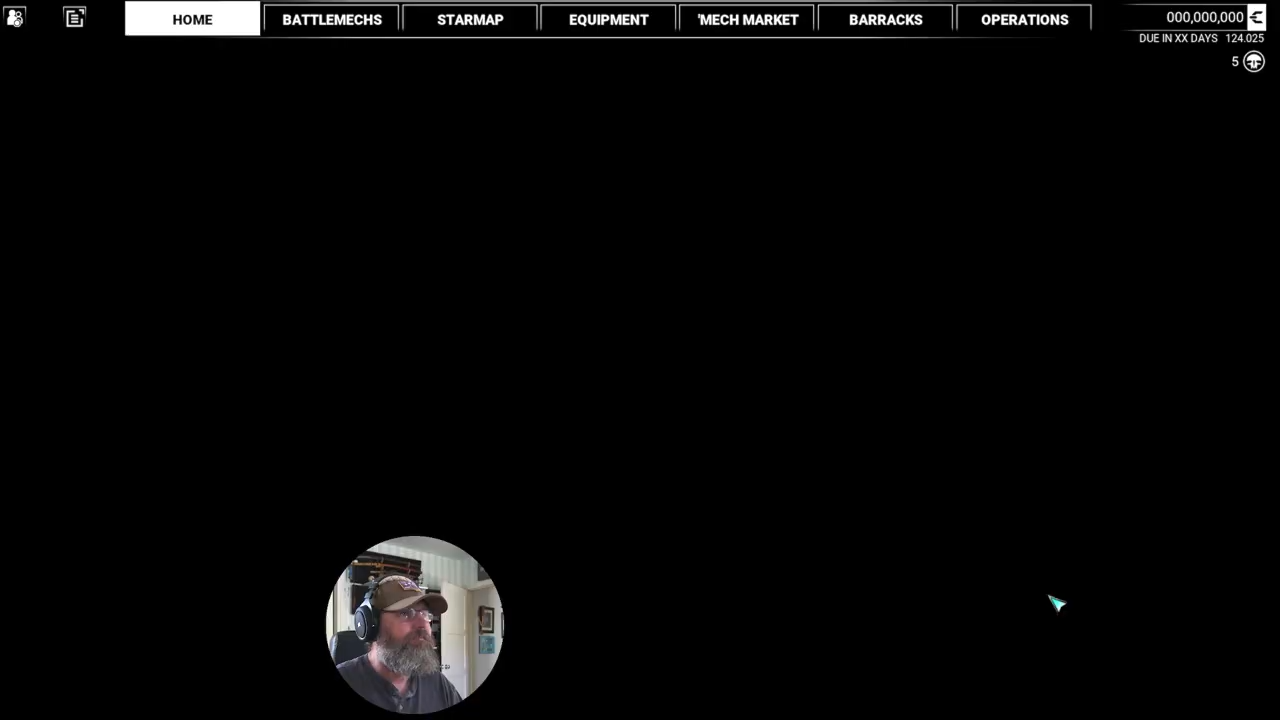 HOME
BATTLEMECHS
STARMAP
EQUIPMENT
'MECH MARKET
BARRACKS
OPERATIONS
000,000,000
DUE IN XX DAYS 124.025
5